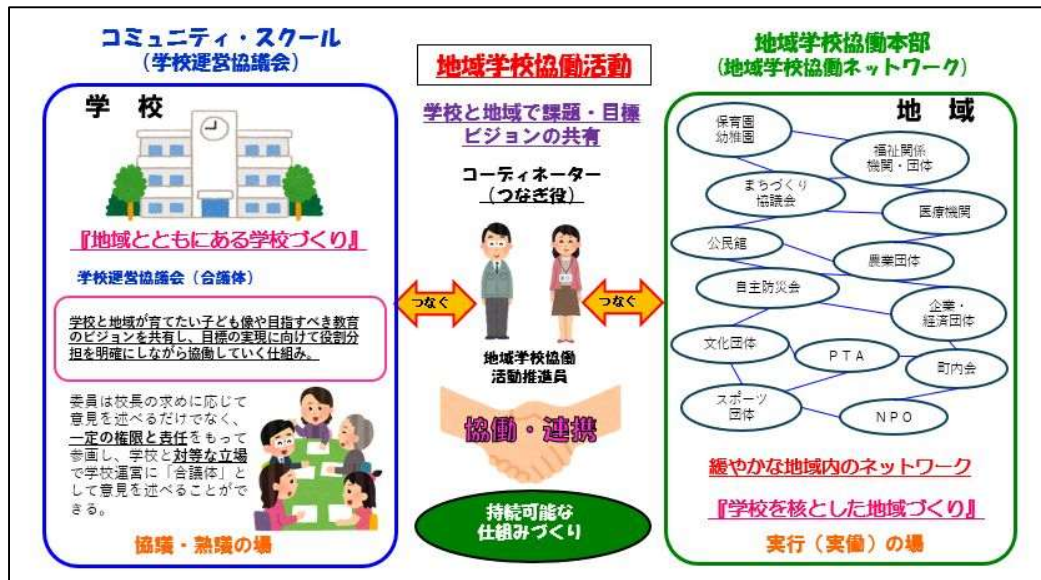 コミュニティ・スクール
(学校運営協議会)
学 校
『地域とともにある学校づくり』
学校運営協議会(合議体)
学校と地域が育てたい子ども像や目指すべき教育
のビジョンを共有し、目標の実現に向けて役割分
担を明確にしながら協働していく仕組み。
委員は校長の求めに応じて
意見を述べるだけでなく、
一定の権限と責任をもって
参画し、学校と対等な立場
で学校運営に「合議体」と
して意見を述べることがで
きる。
協議・熟議の場
地域学校協働活動
学校と地域で課題・目標
ビジョンの共有
コーディネーター
(つなぎ役)
つなぐ
つなぐ
地域学校協働
活動推進員
協働・連携
持続可能な
仕組みづくり
地域学校協働本部
(地域学校協働ネットワーク)
地 域
保育園
幼稚園
福祉関係
機関・団体
まちづくり
協議会
医療機関
公民館
農業団体
自主防災会
企業・
経済団体
文化団体
PTA
町内会
スポーツ
団体
NPO
緩やかな地域内のネットワーク
『学校を核とした地域づくり』
実行(実働)の場